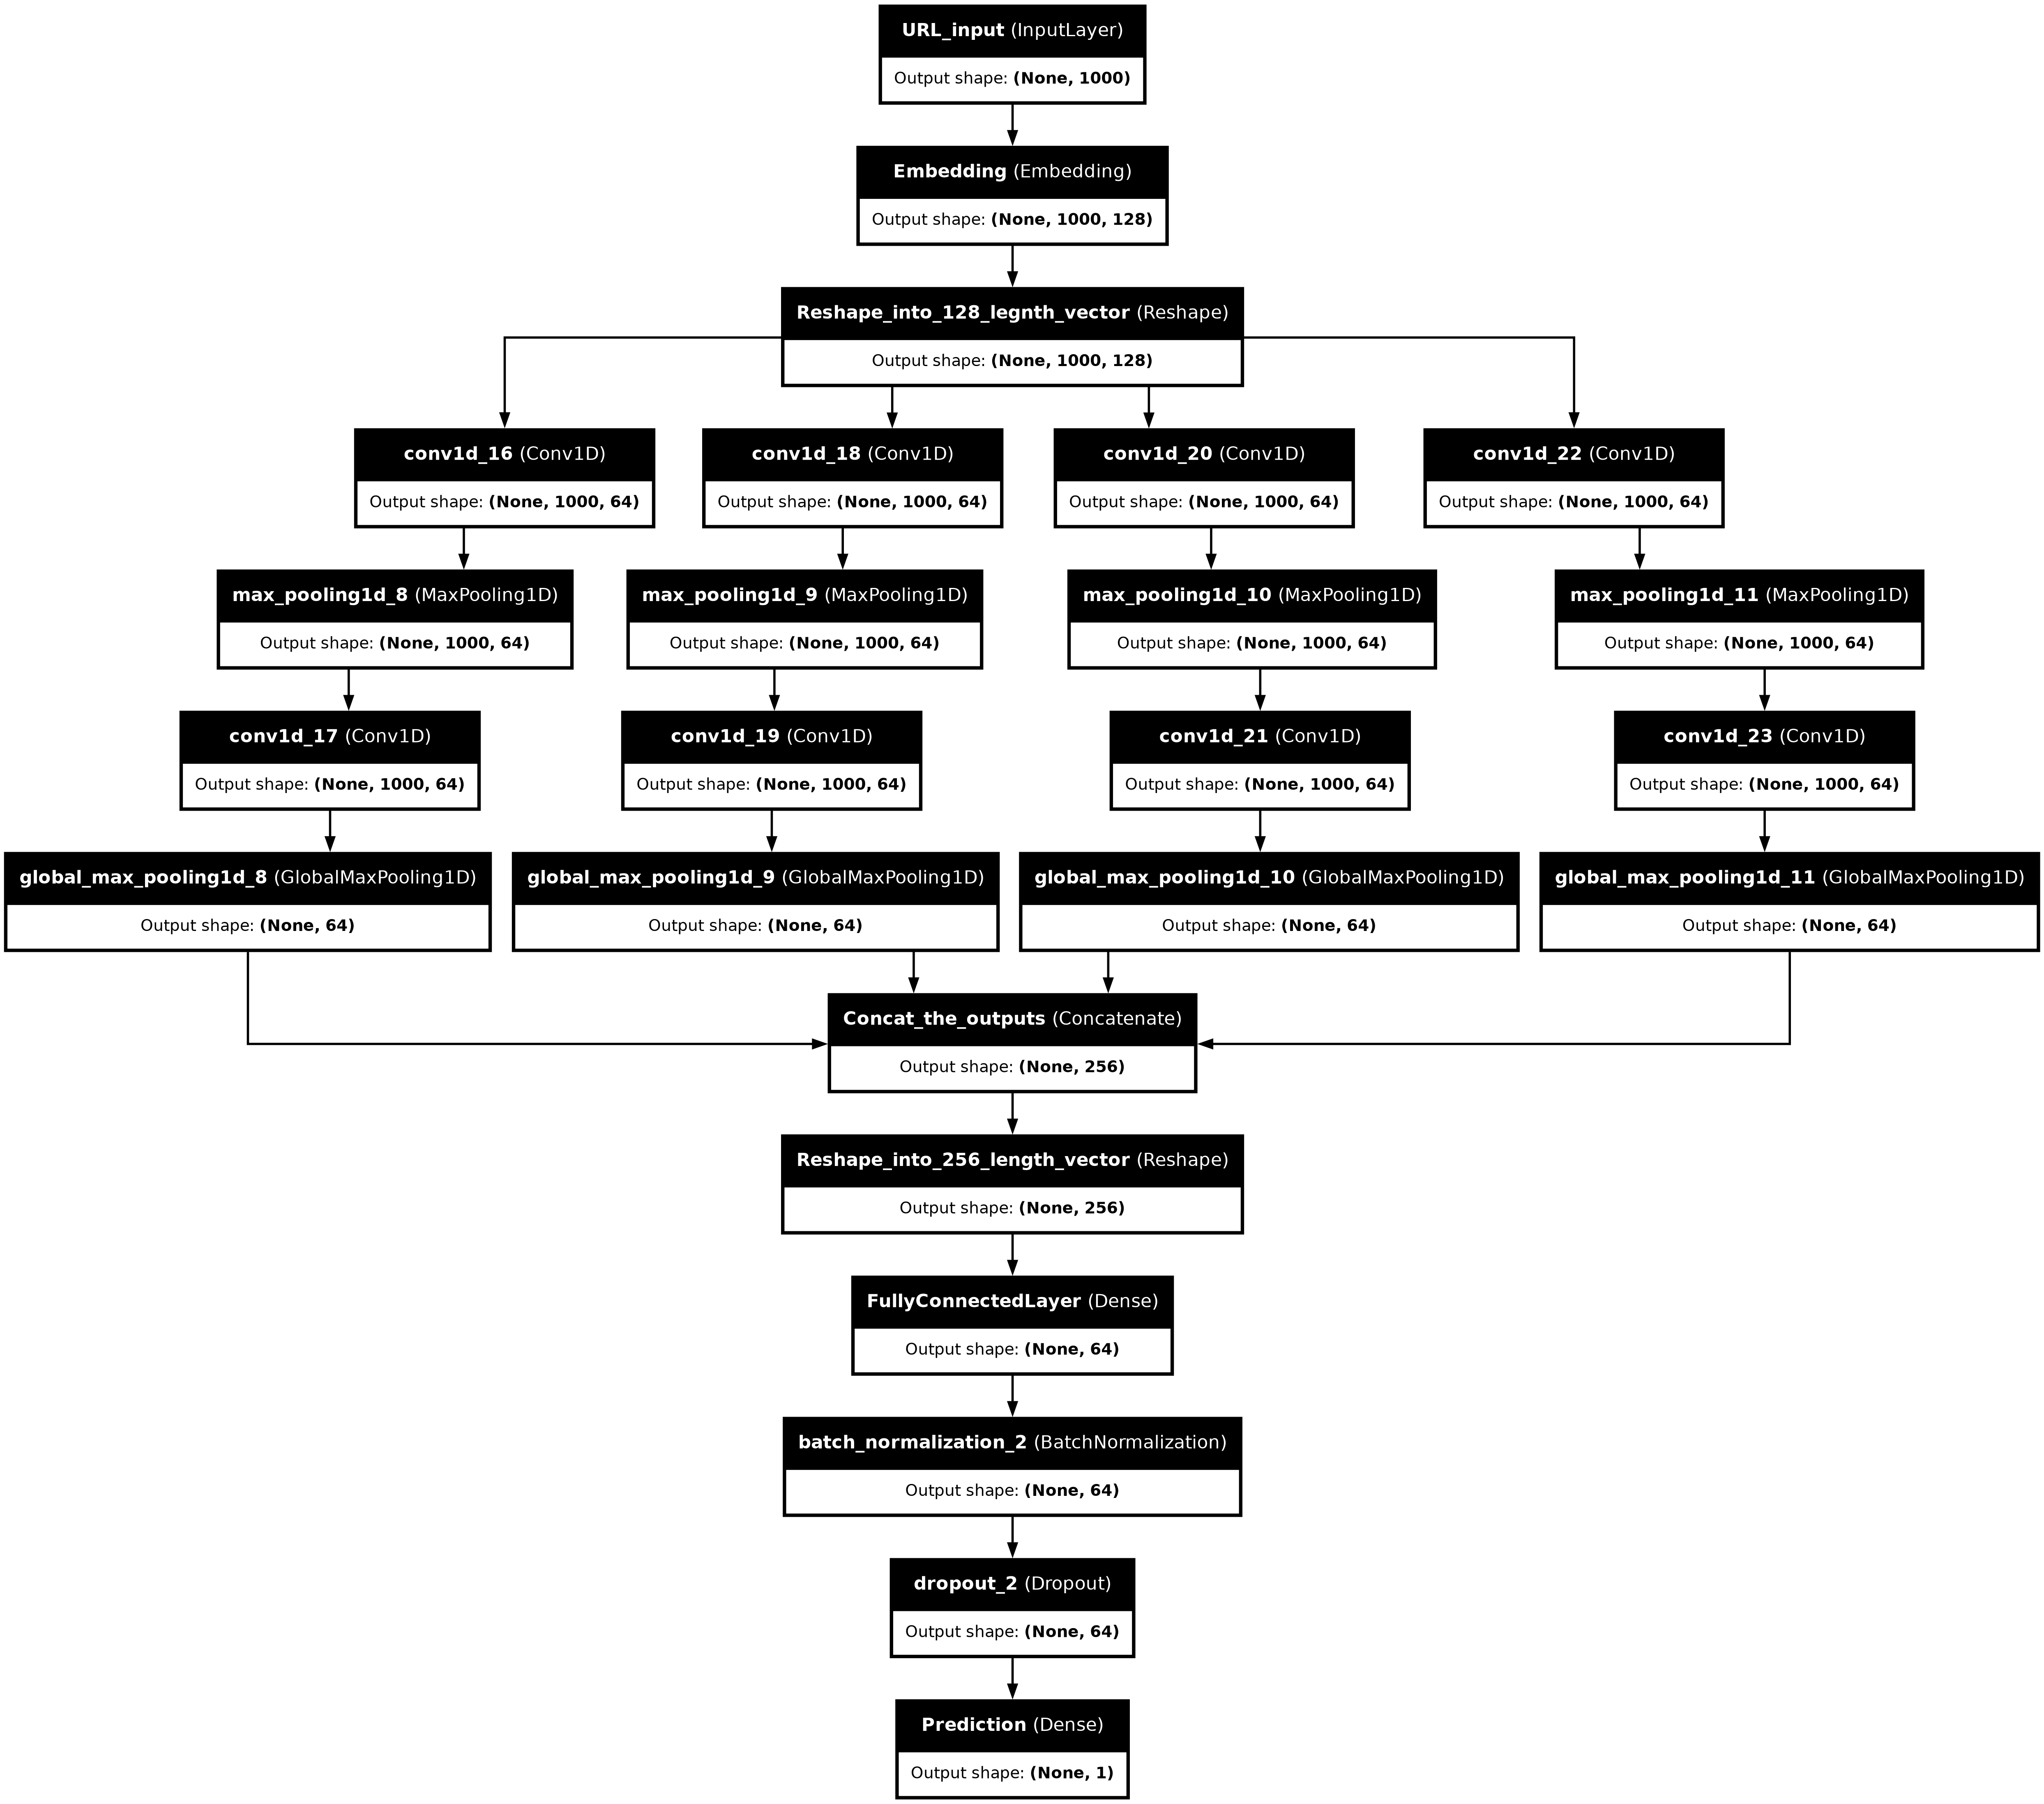 URL_input (InputLayer)
Output shape: (None, 1000)
Embedding (Embedding)
Output shape: (None, 1000, 128)
Reshape_into_128_legnth_vector (Reshape)
Output shape: (None, 1000, 128)
conv1d_16 (Conv1D)
Output shape: (None, 1000, 64)
conv1d_18 (Conv1D)
Output shape: (None, 1000, 64)
conv1d_20 (Conv1D)
Output shape: (None, 1000, 64)
conv1d_22 (Conv1D)
Output shape: (None, 1000, 64)
max_pooling1d_8 (MaxPooling1D)
Output shape: (None, 1000, 64)
max_pooling1d_9 (MaxPooling1D)
Output shape: (None, 1000, 64)
max_pooling1d_10 (MaxPooling1D)
Output shape: (None, 1000, 64)
max_pooling1d_11 (MaxPooling1D)
Output shape: (None, 1000, 64)
conv1d_17 (Conv1D)
Output shape: (None, 1000, 64)
conv1d_19 (Conv1D)
Output shape: (None, 1000, 64)
conv1d_21 (Conv1D)
Output shape: (None, 1000, 64)
conv1d_23 (Conv1D)
Output shape: (None, 1000, 64)
global_max_pooling1d_8 (GlobalMaxPooling1D)
Output shape: (None, 64)
global_max_pooling1d_9 (GlobalMaxPooling1D)
Output shape: (None, 64)
global_max_pooling1d_10 (GlobalMaxPooling1D)
Output shape: (None, 64)
global_max_pooling1d_11 (GlobalMaxPooling1D)
Output shape: (None, 64)
Concat_the_outputs (Concatenate)
Output shape: (None, 256)
Reshape_into_256_length_vector (Reshape)
Output shape: (None, 256)
FullyConnectedLayer (Dense)
Output shape: (None, 64)
batch_normalization_2 (BatchNormalization)
Output shape: (None, 64)
dropout_2 (Dropout)
Output shape: (None, 64)
Prediction (Dense)
Output shape: (None, 1)